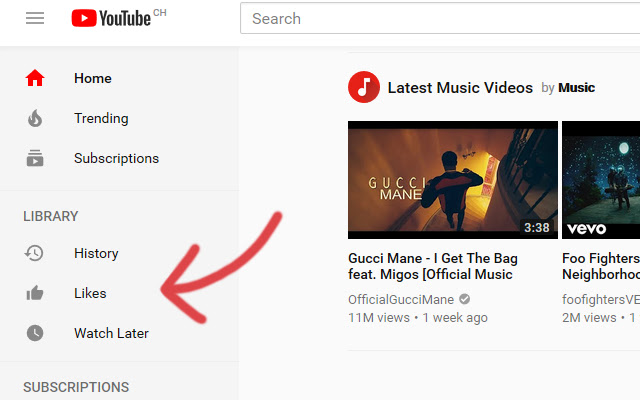 YouTube CH
Search
Home
Trending
Subscriptions
LIBRARY
History
Likes
Watch Later
SUBSCRIPTIONS
Latest Music Videos by Music
GUCCI
MANE
3:38
vevo
Gucci Mane - I Get The Bag
feat. Migos [Official Music
OfficialGucciMane
11M views • 1 week ago
Foo Fighters
Neighborho
foofightersVE
2M views • 1